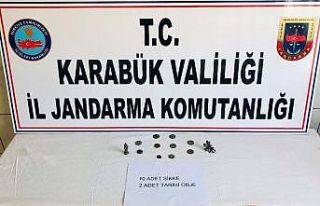 T.C.
KARABÜK VALİLİĞİ
İL JANDARMA KOMUTANLIĞI
10 ADET SİKKE
2 ADET TARİHİ OBJE